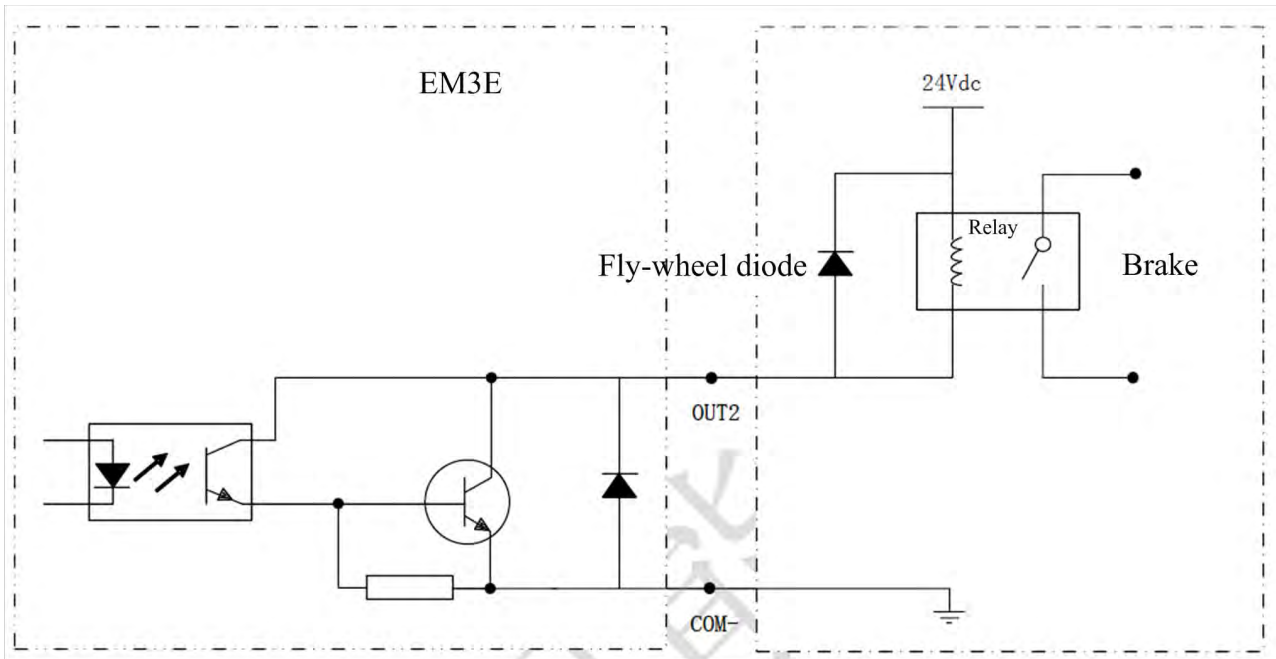 EM3E
24Vdc
Relay
Fly-wheel diode
Brake
OUT2
COM-